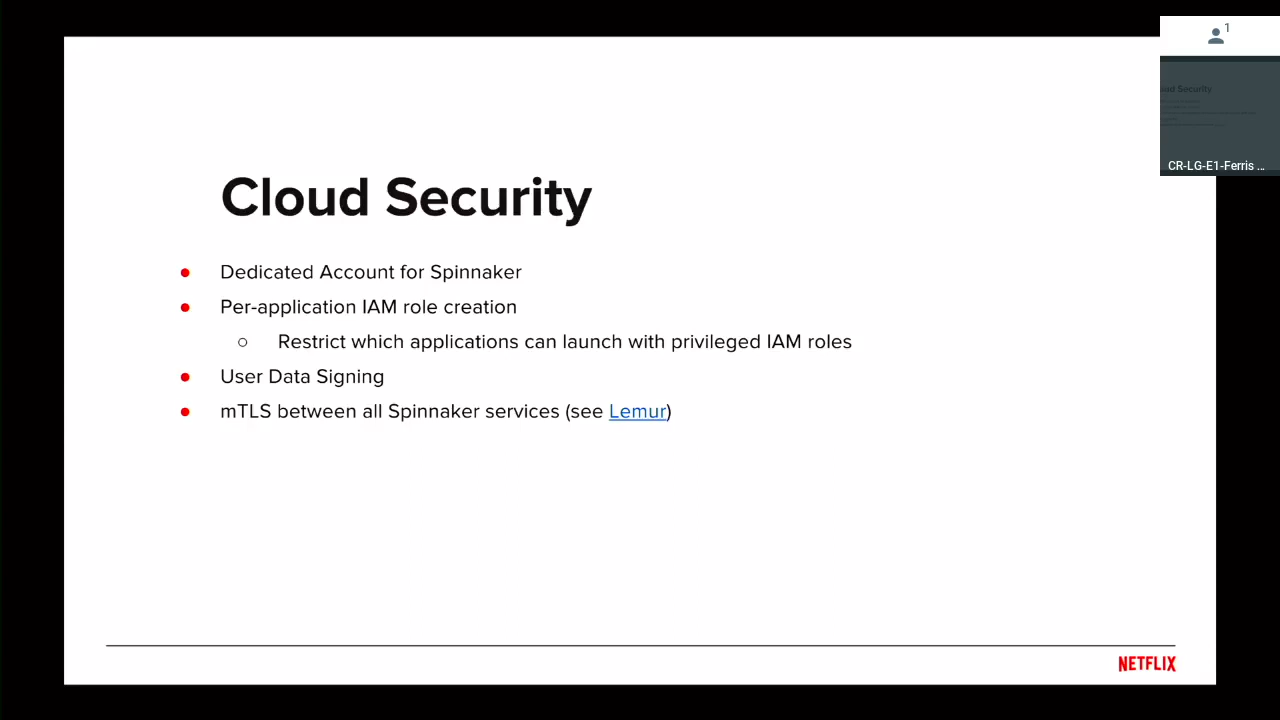 1
CR-LG-E1-Ferris ...
Cloud Security
● Dedicated Account for Spinnaker
● Per-application IAM role creation
○ Restrict which applications can launch with privileged IAM roles
● User Data Signing
● mTLS between all Spinnaker services (see Lemur)
NETFLIX